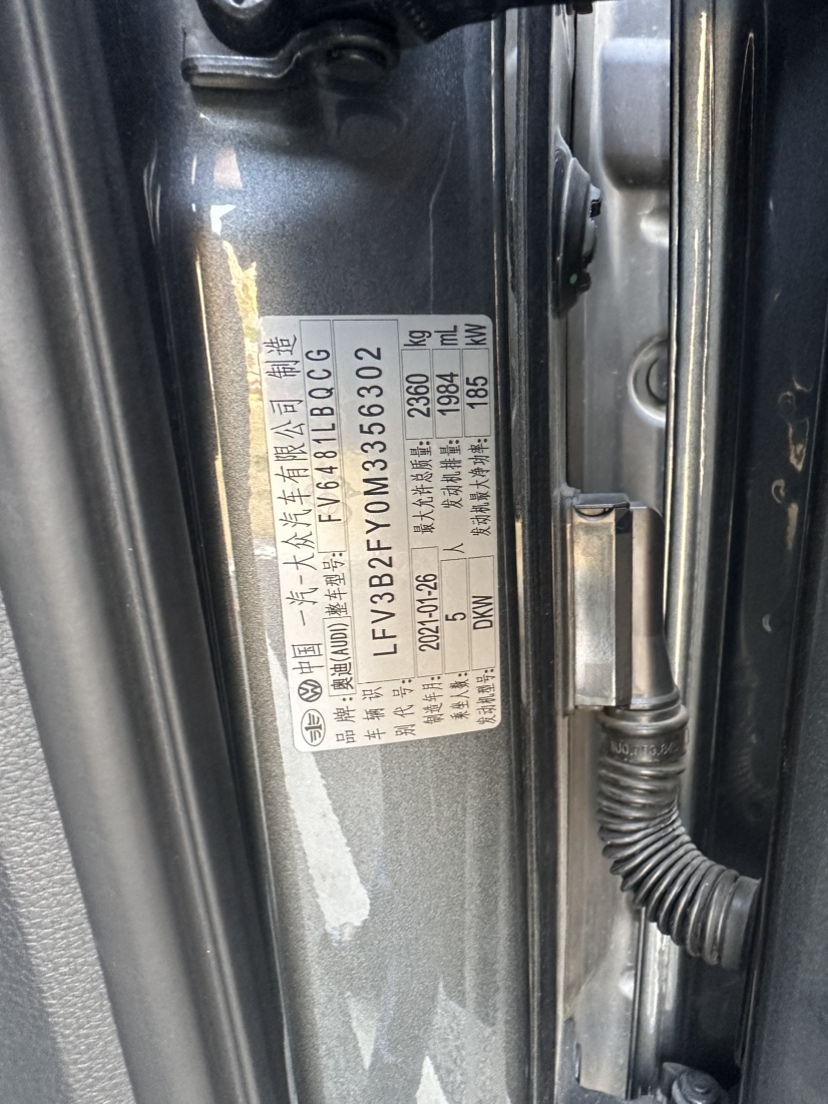 中国 一汽-大众汽车有限公司 制造
品牌: 奥迪(AUDI) 整车型号: FV6481LBQCG
车辆识别代号: LFV3B2FY0M3356302
制造年月: 2021-01-26 最大允许总质量: 2360 kg
乘坐人数: 5 人 发动机排量: 1984 mL
发动机型号: DKW 发动机最大净功率: 185 kW